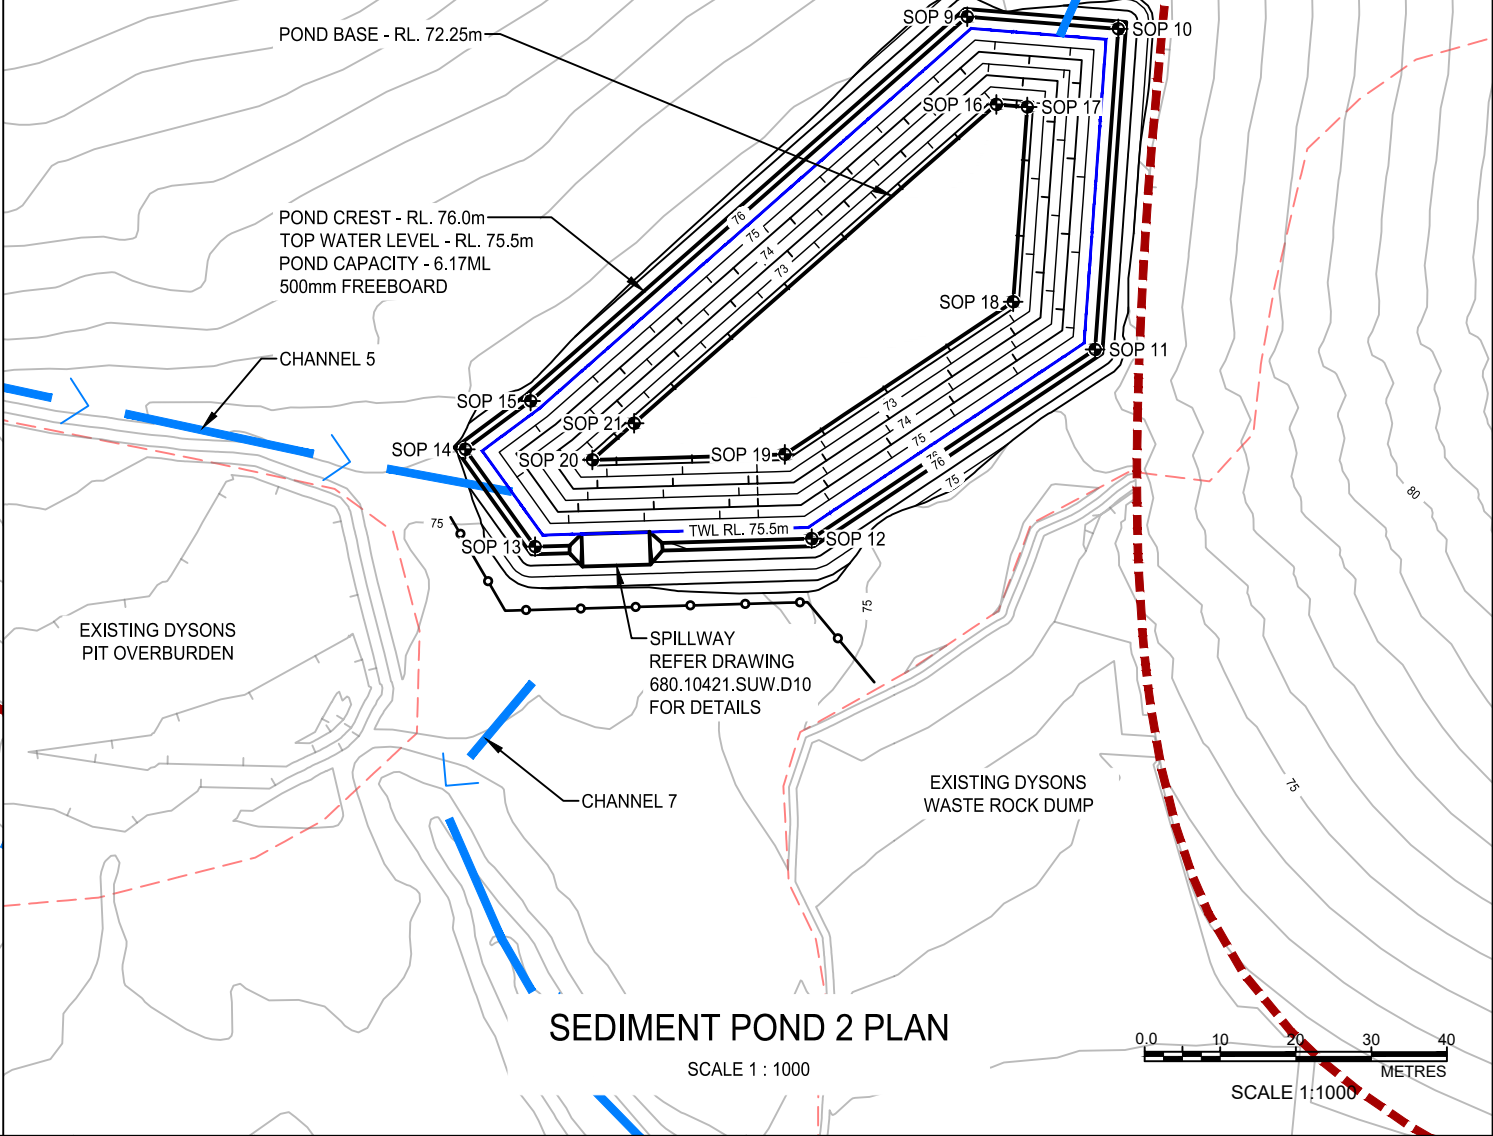 SOP 9
SOP 10
POND BASE - RL. 72.25m
SOP 16
SOP 17
POND CREST - RL. 76.0m
TOP WATER LEVEL - RL. 75.5m
POND CAPACITY - 6.17ML
500mm FREEBOARD
76
75
74
73
SOP 18
SOP 11
CHANNEL 5
SOP 15
SOP 21
SOP 14
SOP 20
SOP 19
73
74
75
76
76
75
80
75
TWL RL. 75.5m
SOP 13
SOP 12
75
EXISTING DYSONS
PIT OVERBURDEN
SPILLWAY
REFER DRAWING
680.10421.SUW.D10
FOR DETAILS
CHANNEL 7
EXISTING DYSONS
WASTE ROCK DUMP
75
SEDIMENT POND 2 PLAN
SCALE 1 : 1000
0.0 10 20 30 40
METRES
SCALE 1:1000